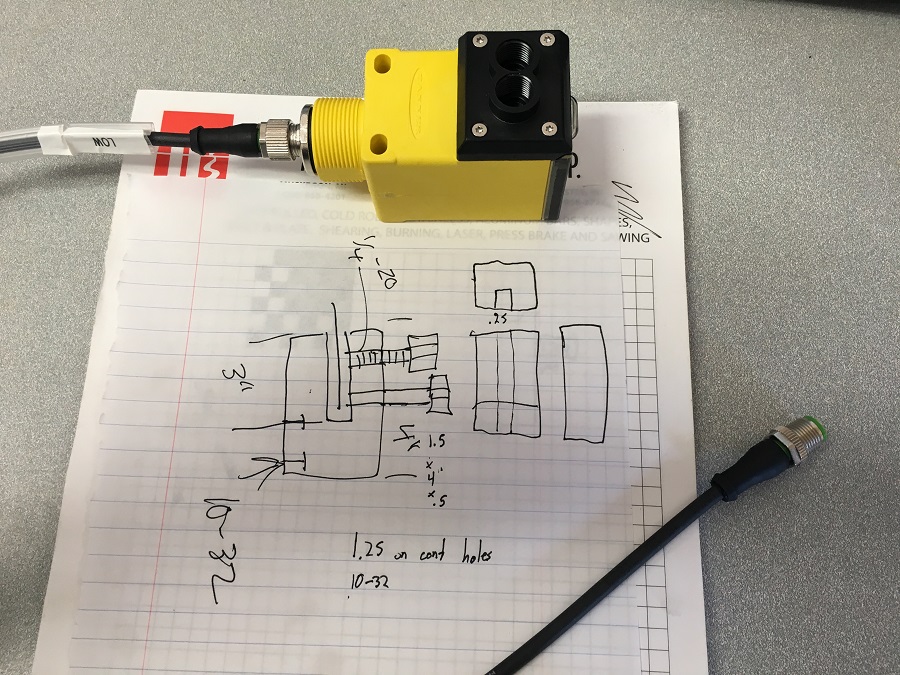 LOW
T.
ES,
COLD RO
SHEARING, BURNING, LASER, PRESS BRAKE AND SAWING
1/4-20
.25
3"
1.5
x
4"
x
.5
10-32
1.25 on cent holes
10-32